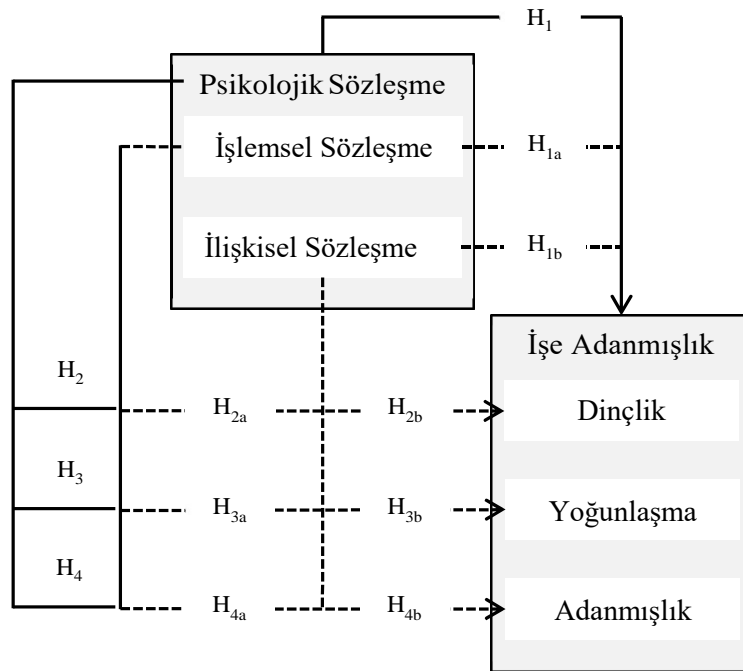 H1
Psikolojik Sözleşme
İşlemsel Sözleşme
H1a
İlişkisel Sözleşme
H1b
İşe Adanmışlık
H2
H2a
H2b
Dinçlik
H3
H3a
H3b
Yoğunlaşma
H4
H4a
H4b
Adanmışlık